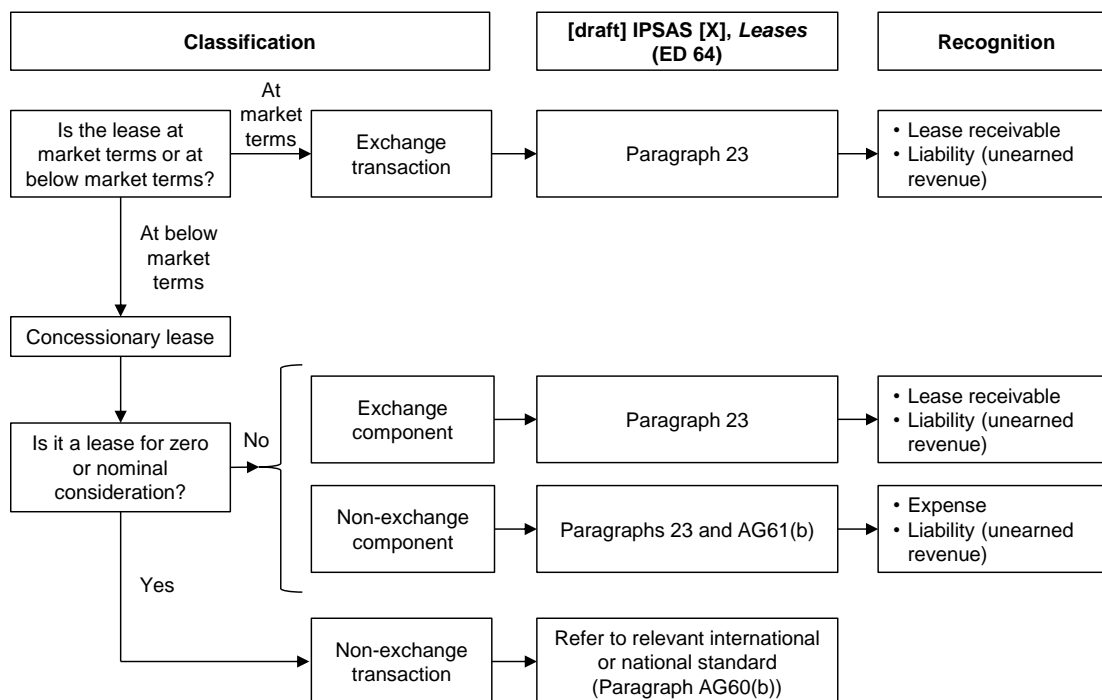 Classification
[draft] IPSAS [X], Leases
(ED 64)
Recognition
Is the lease at
market terms or at
below market terms?
At
market
terms
Exchange
transaction
Paragraph 23
• Lease receivable
• Liability (unearned
revenue)
At below
market
terms
Concessionary lease
Is it a lease for zero
or nominal
consideration?
No
Exchange
component
Paragraph 23
• Lease receivable
• Liability (unearned
revenue)
Non-exchange
component
Paragraphs 23 and AG61(b)
• Expense
• Liability (unearned
revenue)
Yes
Non-exchange
transaction
Refer to relevant international
or national standard
(Paragraph AG60(b))